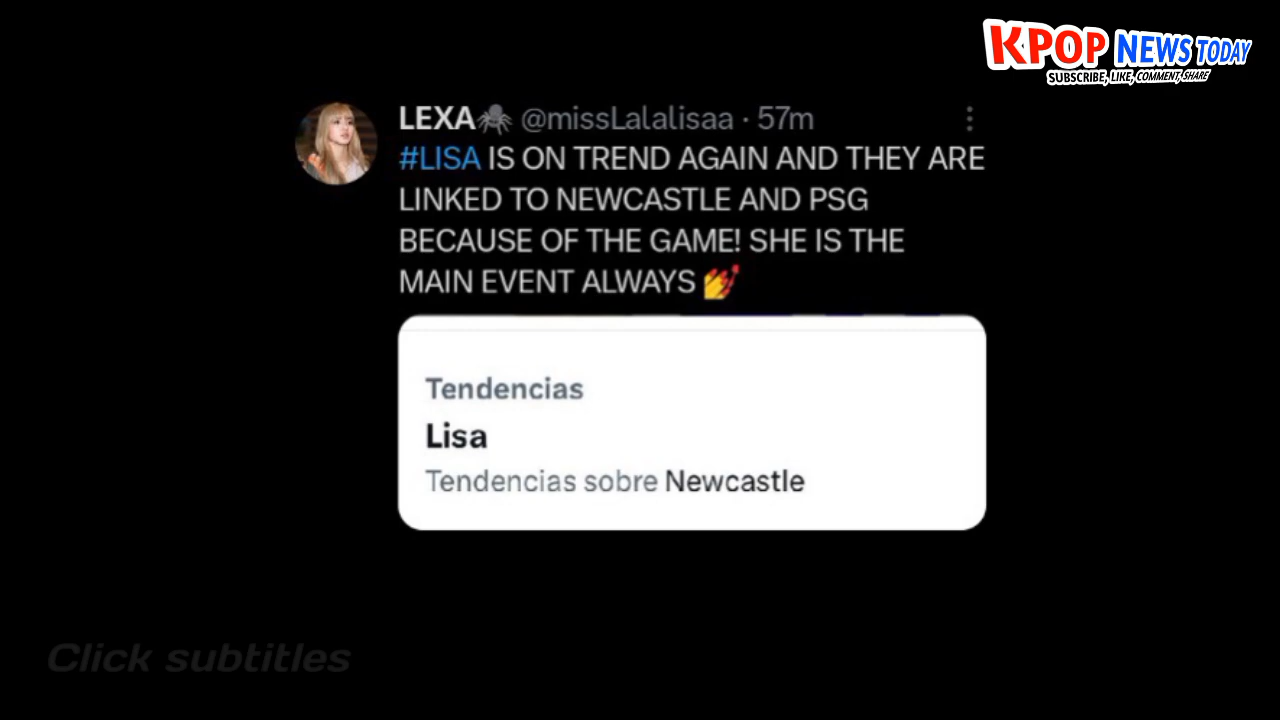 KPOP NEWS TODAY
SUBSCRIBE, LIKE, COMMENT, SHARE
LEXA🕷 @missLalalisaa · 57m
#LISA IS ON TREND AGAIN AND THEY ARE
LINKED TO NEWCASTLE AND PSG
BECAUSE OF THE GAME! SHE IS THE
MAIN EVENT ALWAYS 💅
Tendencias
Lisa
Tendencias sobre Newcastle
Click subtitles